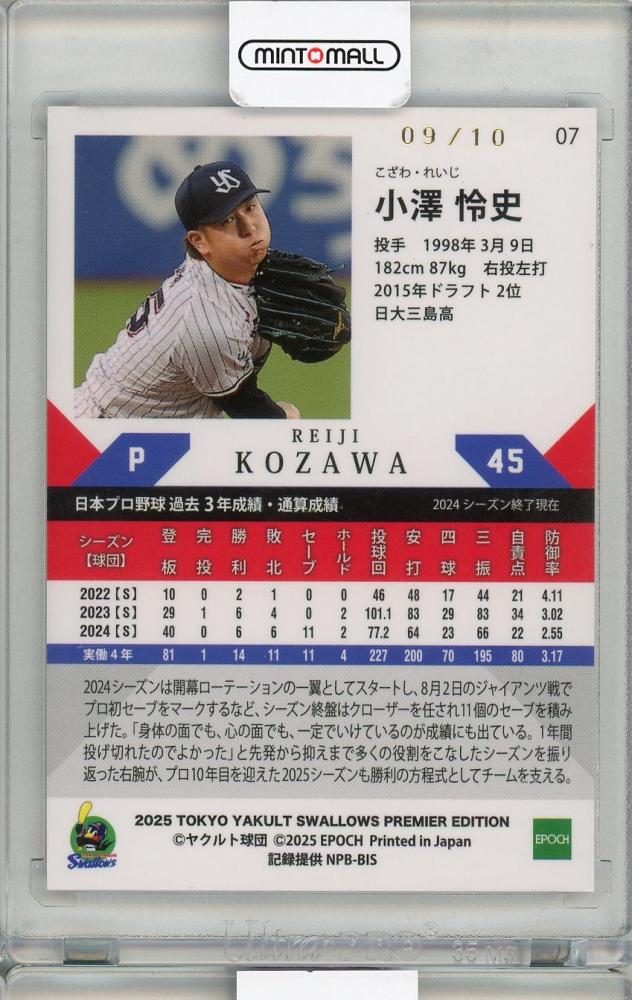 MINTOMALL
09/10 07
こざわ・れいじ
小澤 怜史
投手 1998年 3月 9日
182cm 87kg 右投左打
2015年ドラフト 2位
日大三島高
REIJI
P KOZAWA 45
日本プロ野球 過去 3年成績・通算成績 2024 シーズン終了現在
シーズン【球団】 登板 完投 勝利 敗北 セーブ ホールド 投球回 安打 四球 三振 自責点 防御率
2022【S】 10 0 2 1 0 0 46 48 17 44 21 4.11
2023【S】 29 1 6 4 0 2 101.1 83 29 83 34 3.02
2024【S】 40 0 6 6 11 2 77.2 64 23 66 22 2.55
実働 4 年 81 1 14 11 11 4 227 200 70 195 80 3.17
2024シーズンは開幕ローテーションの一翼としてスタートし、8月2日のジャイアンツ戦で
プロ初セーブをマークするなど、シーズン終盤はクローザーを任され11個のセーブを積み
上げた。「身体の面でも、心の面でも、一定でいけているのが成績にも出ている。1年間
投げ切れたのでよかった」と先発から抑えまで多くの役割をこなしたシーズンを振り
返った右腕が、プロ10年目を迎えた2025シーズンも勝利の方程式としてチームを支える。
2025 TOKYO YAKULT SWALLOWS PREMIER EDITION
©ヤクルト球団 ©2025 EPOCH Printed in Japan
記録提供 NPB-BIS
Swallows
EPOCH
Ultra・PRO® 35 M3